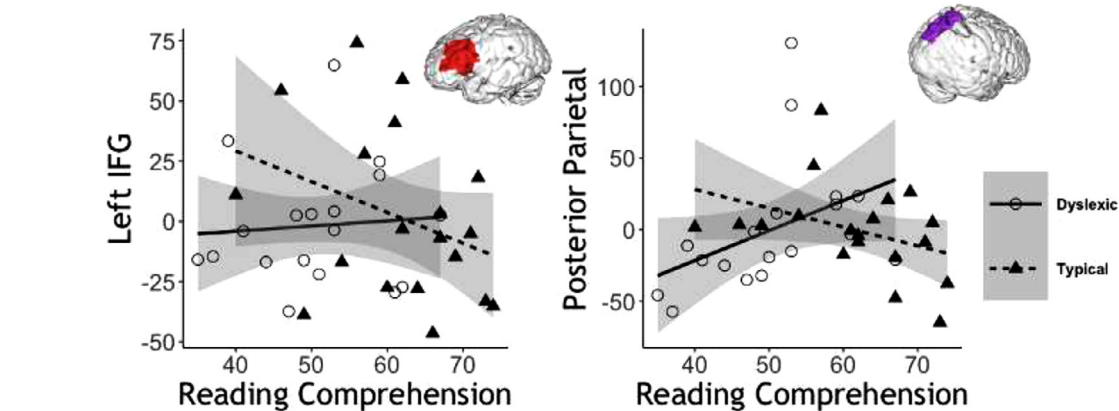 Left IFG
75
50
25
0
-25
-50
40 50 60 70
Reading Comprehension
Posterior Parietal
100
50
0
-50
40 50 60 70
Reading Comprehension
Dyslexic
Typical